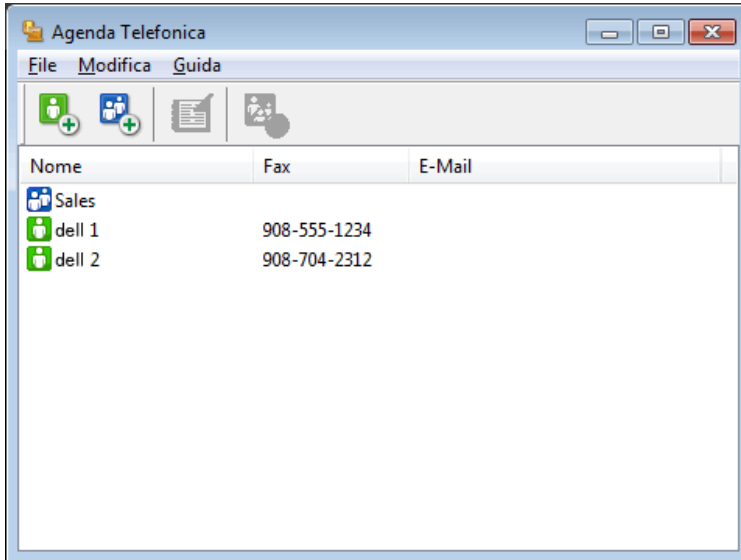 Agenda Telefonica
File Modifica Guida
Nome Fax E-Mail
Sales
dell 1 908-555-1234
dell 2 908-704-2312